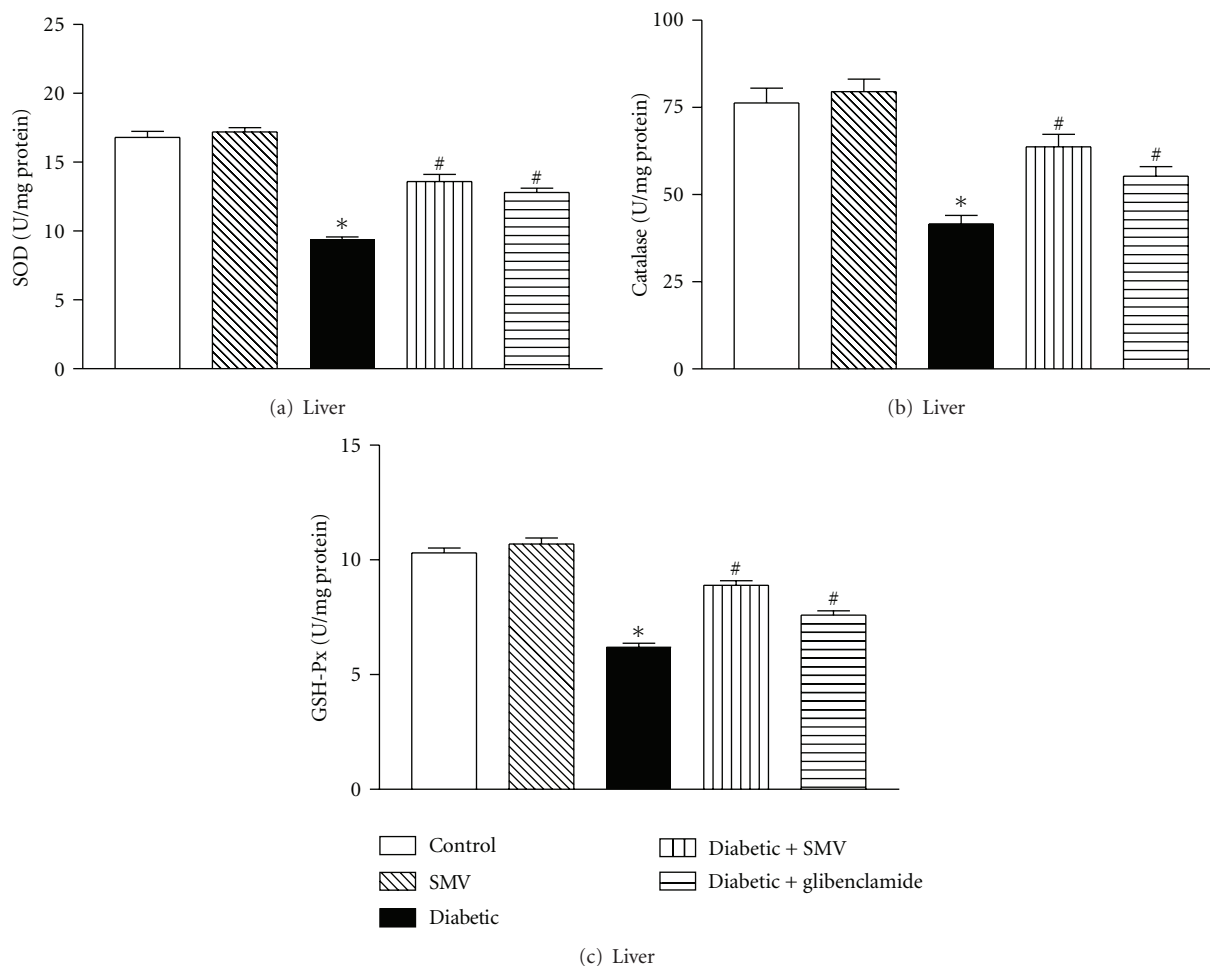 25
20
15
10
5
0
SOD (U/mg protein)
*
#
#
(a) Liver
100
75
50
25
0
Catalase (U/mg protein)
*
#
#
(b) Liver
15
10
5
0
GSH-Px (U/mg protein)
*
#
#
Control
SMV
Diabetic
Diabetic + SMV
Diabetic + glibenclamide
(c) Liver